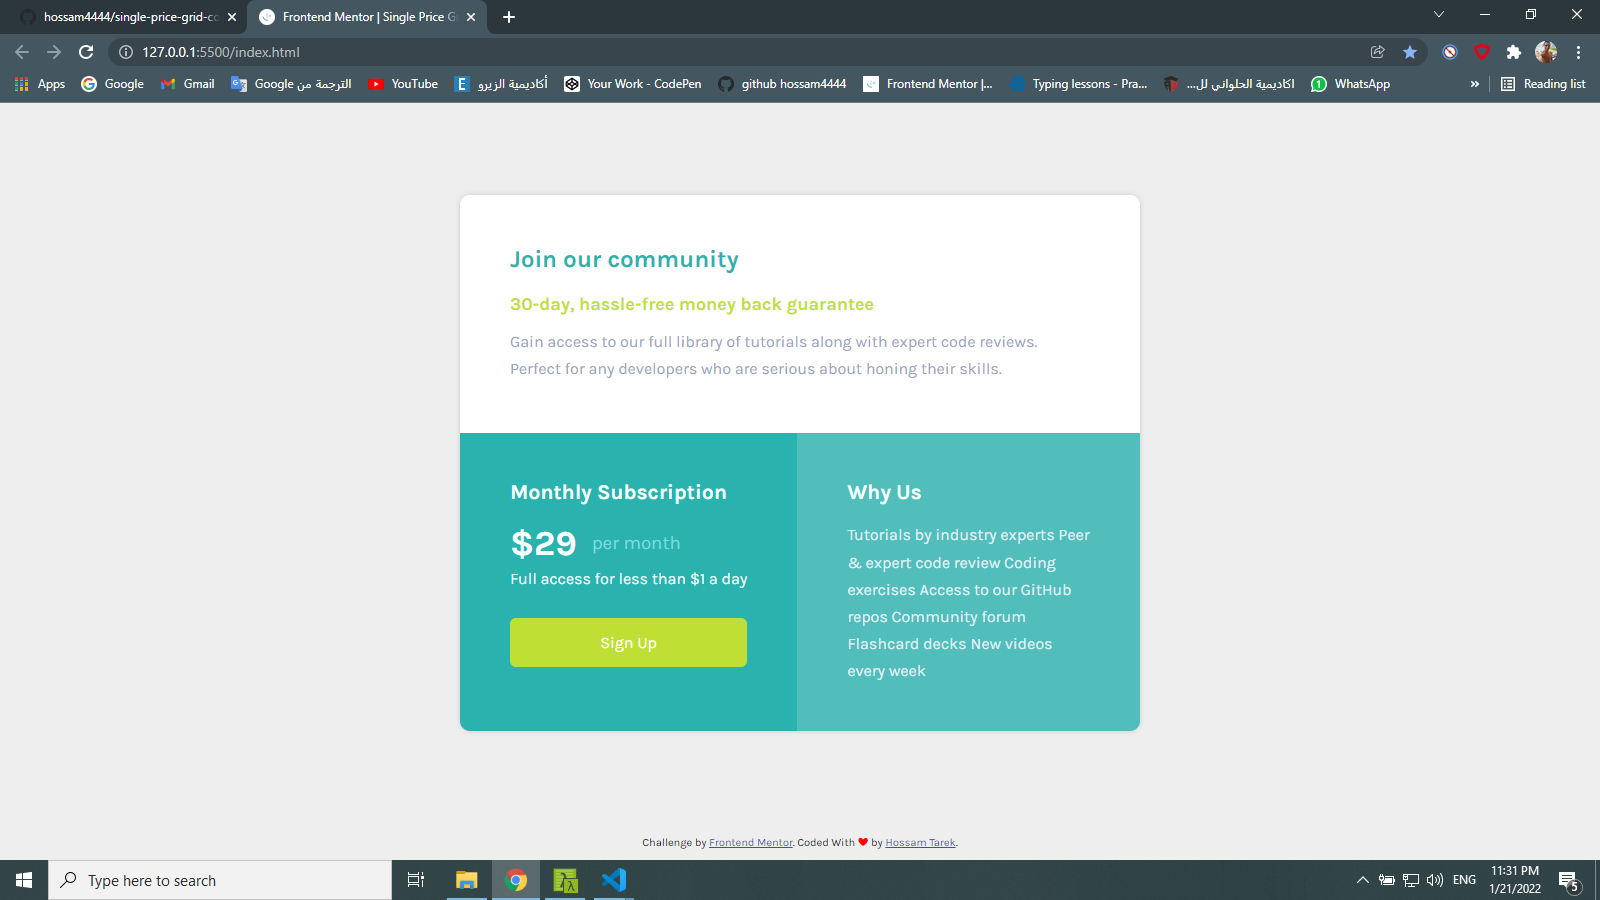 hossam4444/single-price-grid-co
Frontend Mentor | Single Price G
127.0.0.1:5500/index.html
Apps
Google
Gmail
الترجمة من Google
YouTube
أكاديمية الزيرو
Your Work - CodePen
github hossam4444
Frontend Mentor |...
Typing lessons - Pra...
اكاديمية الحلواني لل...
WhatsApp
»
Reading list
Join our community
30-day, hassle-free money back guarantee
Gain access to our full library of tutorials along with expert code reviews.
Perfect for any developers who are serious about honing their skills.
Monthly Subscription
$29 per month
Full access for less than $1 a day
Sign Up
Why Us
Tutorials by industry experts Peer
& expert code review Coding
exercises Access to our GitHub
repos Community forum
Flashcard decks New videos
every week
Challenge by Frontend Mentor. Coded With ❤ by Hossam Tarek.
Type here to search
ENG
11:31 PM
1/21/2022
5